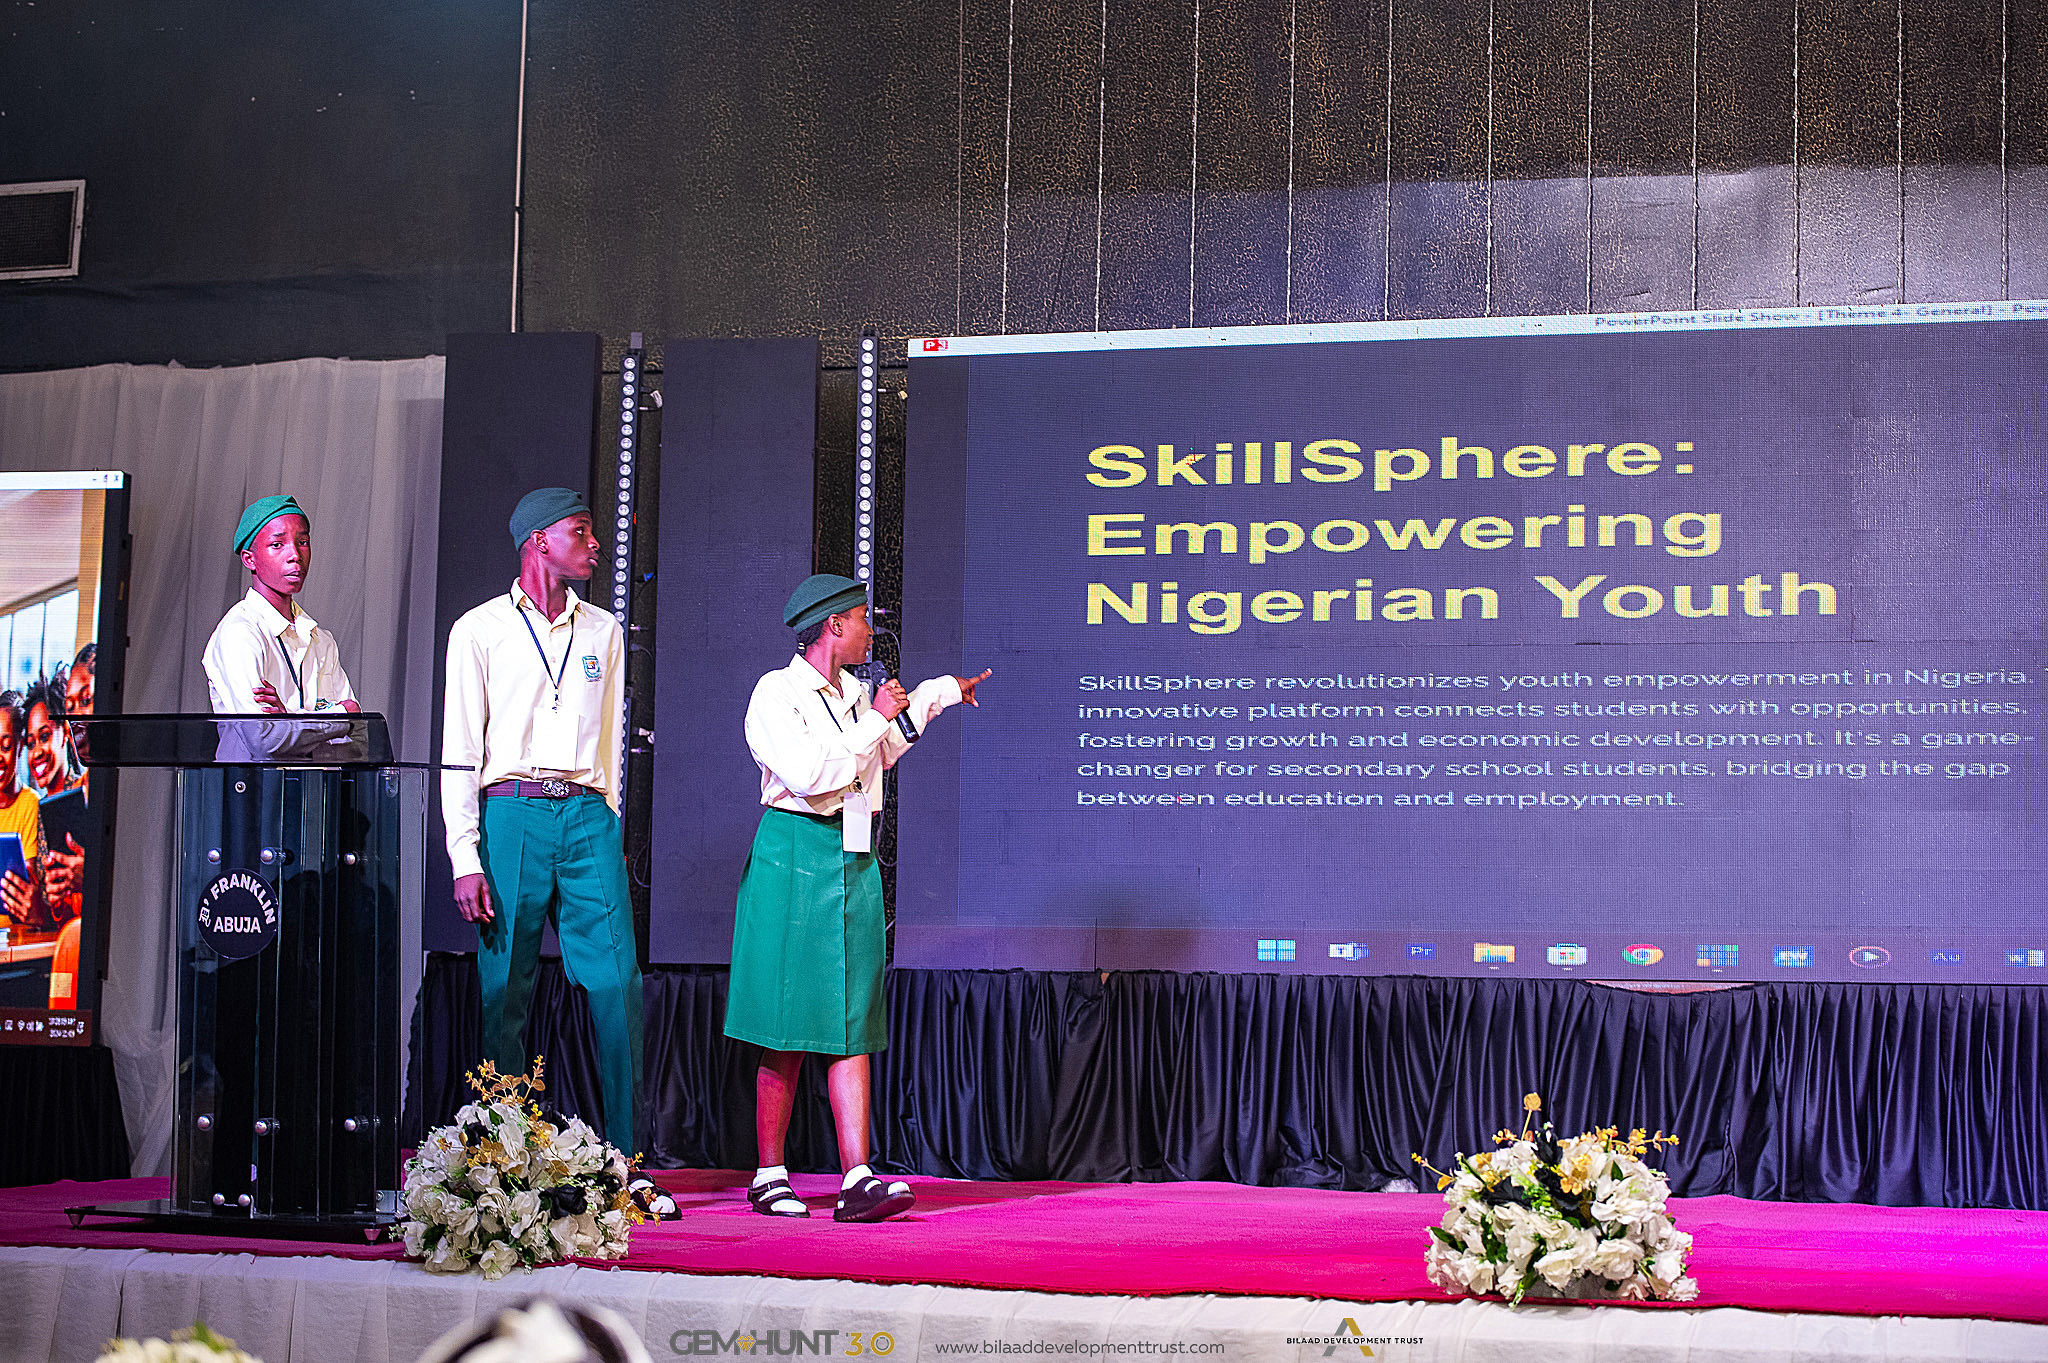 PowerPoint Slide Show - [Theme 4- General] -
SkillSphere:
Empowering
Nigerian Youth
SkillSphere revolutionizes youth empowerment in Nigeria.
innovative platform connects students with opportunities,
fostering growth and economic development. It's a game-
changer for secondary school students, bridging the gap
between education and employment.
FRANKLIN
ABUJA
GEM HUNT 3.0
www.bilaaddevelopmenttrust.com
BILAAD DEVELOPMENT TRUST